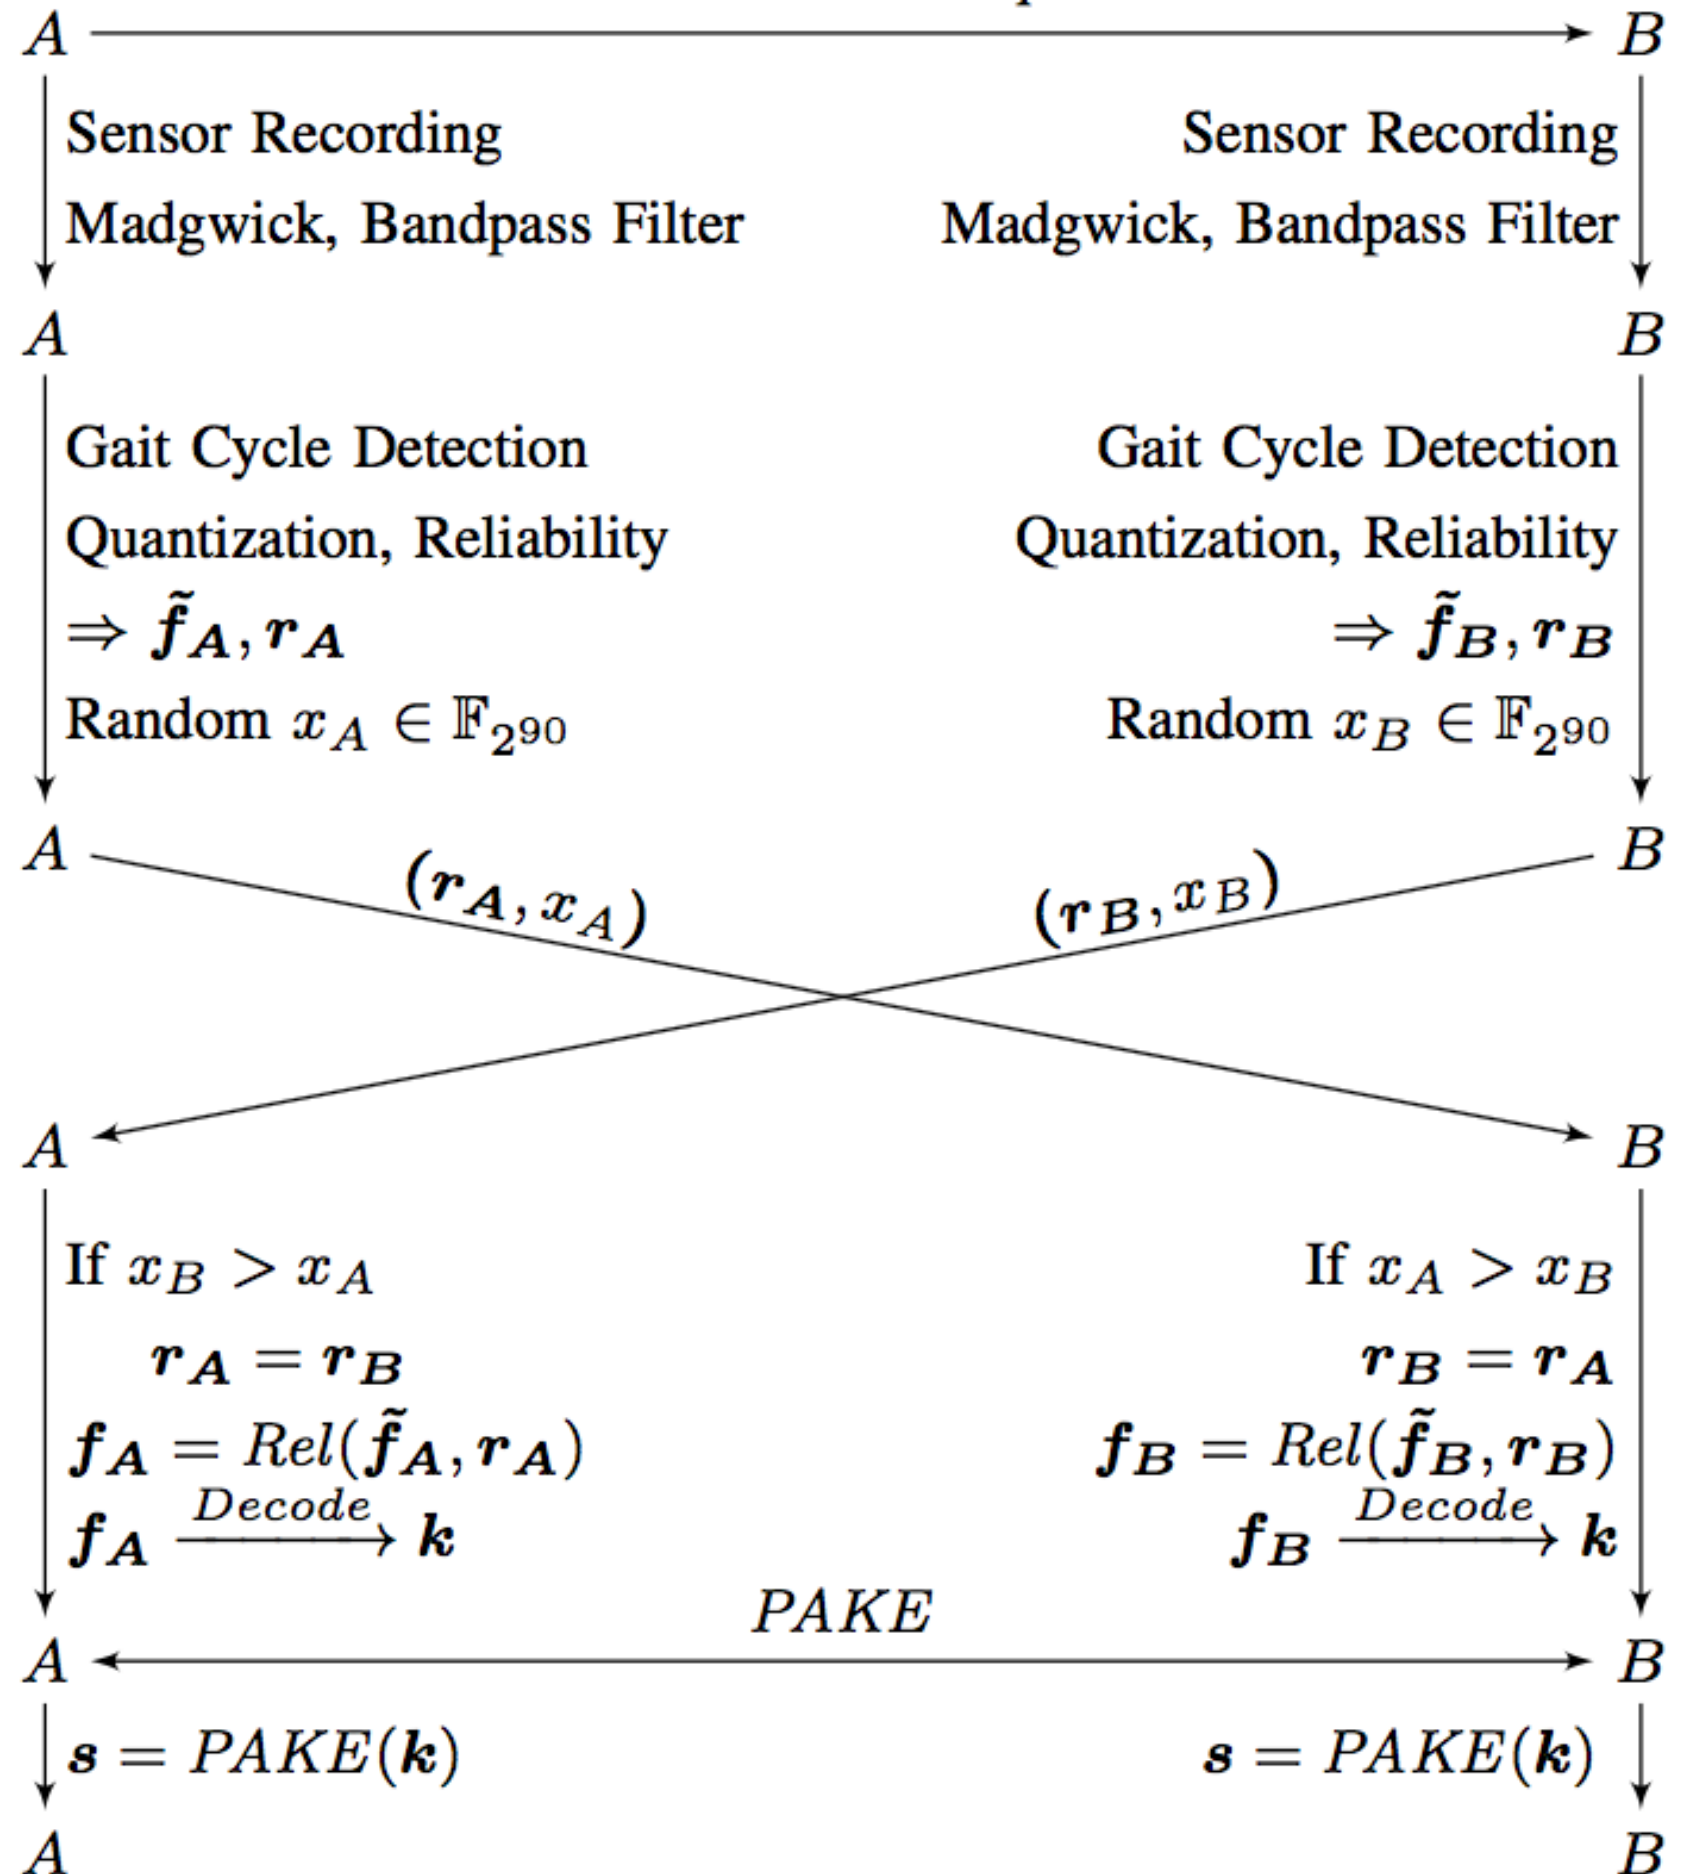 A B
Sensor Recording Sensor Recording
Madgwick, Bandpass Filter Madgwick, Bandpass Filter
A B
Gait Cycle Detection Gait Cycle Detection
Quantization, Reliability Quantization, Reliability
⇒ f̃_A, r_A ⇒ f̃_B, r_B
Random x_A ∈ 𝔽_{2^{90}} Random x_B ∈ 𝔽_{2^{90}}
A B
(r_A, x_A) (r_B, x_B)
A B
If x_B > x_A If x_A > x_B
r_A = r_B r_B = r_A
f_A = Rel(f̃_A, r_A) f_B = Rel(f̃_B, r_B)
f_A \xrightarrow{Decode} k f_B \xrightarrow{Decode} k
PAKE
A B
s = PAKE(k) s = PAKE(k)
A B